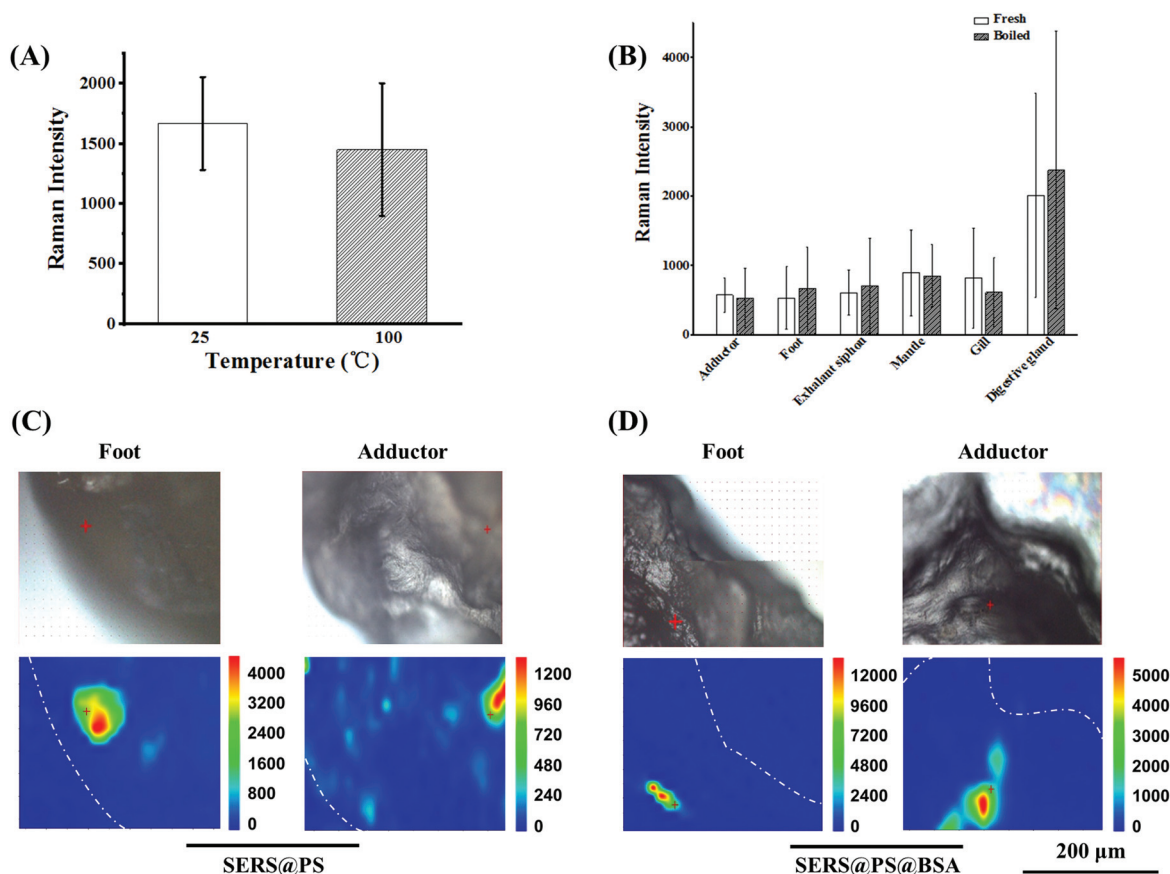 (A)
Raman Intensity
2000
1500
1000
500
0
25
100
Temperature (℃)
(B)
Fresh
Boiled
Raman Intensity
4000
3000
2000
1000
0
Adductor
Foot
Exhalant siphon
Mantle
Gill
Digestive gland
(C)
Foot
Adductor
4000
3200
2400
1600
800
0
1200
960
720
480
240
0
SERS@PS
(D)
Foot
Adductor
12000
9600
7200
4800
2400
0
5000
4000
3000
2000
1000
0
SERS@PS@BSA
200 μm